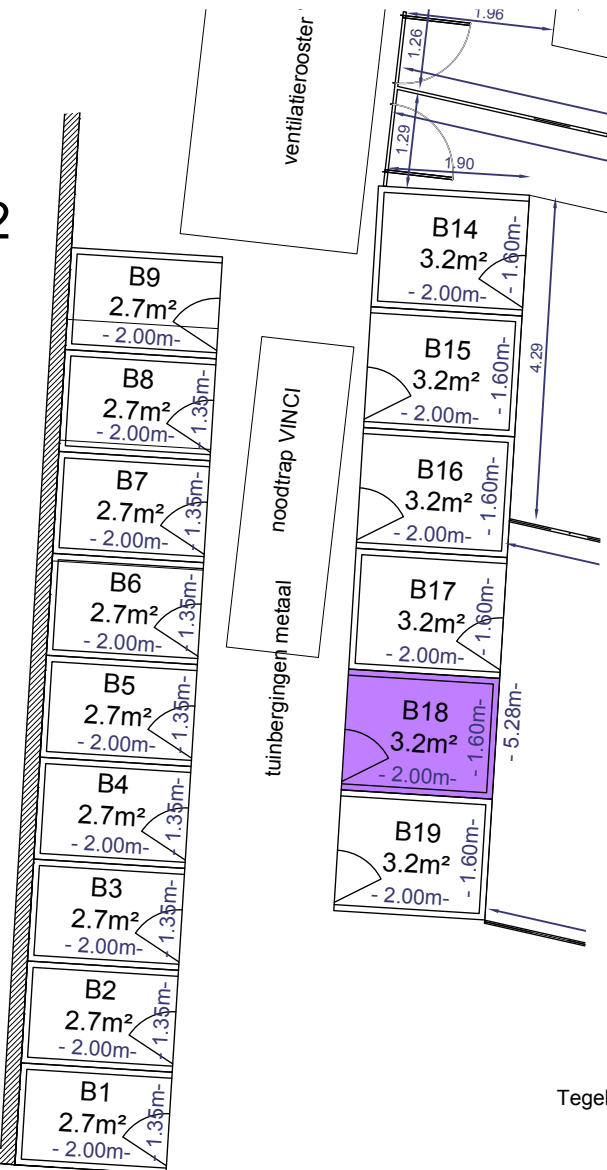 1.96
1.26
ventilatierooster
1.29
1.90
2
B14
3.2m²
- 1.60m-
- 2.00m-
B9
2.7m²
- 2.00m-
4.29
B15
3.2m²
- 1.60m-
- 2.00m-
B8
2.7m²
- 1.35m-
- 2.00m-
noodtrap VINCI
B16
3.2m²
- 1.60m-
- 2.00m-
B7
2.7m²
- 1.35m-
- 2.00m-
B17
3.2m²
- 1.60m-
- 2.00m-
B6
2.7m²
- 1.35m-
- 2.00m-
tuinbergingen metaal
B5
2.7m²
- 1.35m-
- 2.00m-
B18
3.2m²
- 1.60m-
- 2.00m-
- 5.28m-
B4
2.7m²
- 1.35m-
- 2.00m-
B19
3.2m²
- 1.60m-
- 2.00m-
B3
2.7m²
- 1.35m-
- 2.00m-
B2
2.7m²
- 1.35m-
- 2.00m-
B1
2.7m²
- 1.35m-
- 2.00m-
Tegel